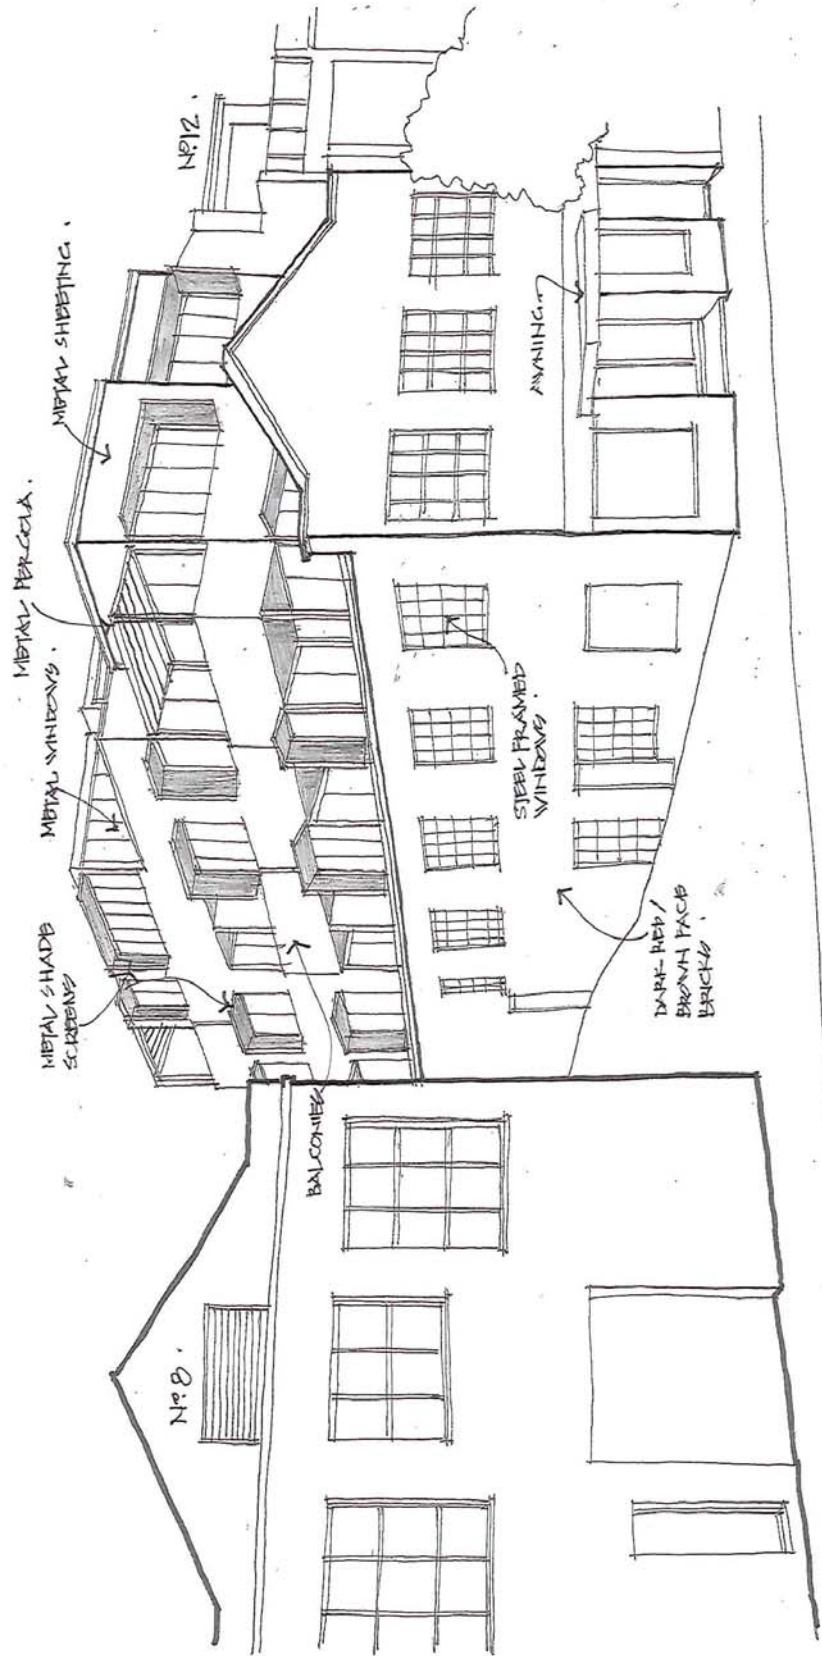 Nº.8.
METAL SHADE
SCREENS
METAL WINDOWS.
METAL PERGOLA.
METAL SHEETING.
Nº.12.
BALCONIES
STEEL FRAMED
WINDOWS.
AWNING.
DARK RED/
BROWN FACE
BRICKS.